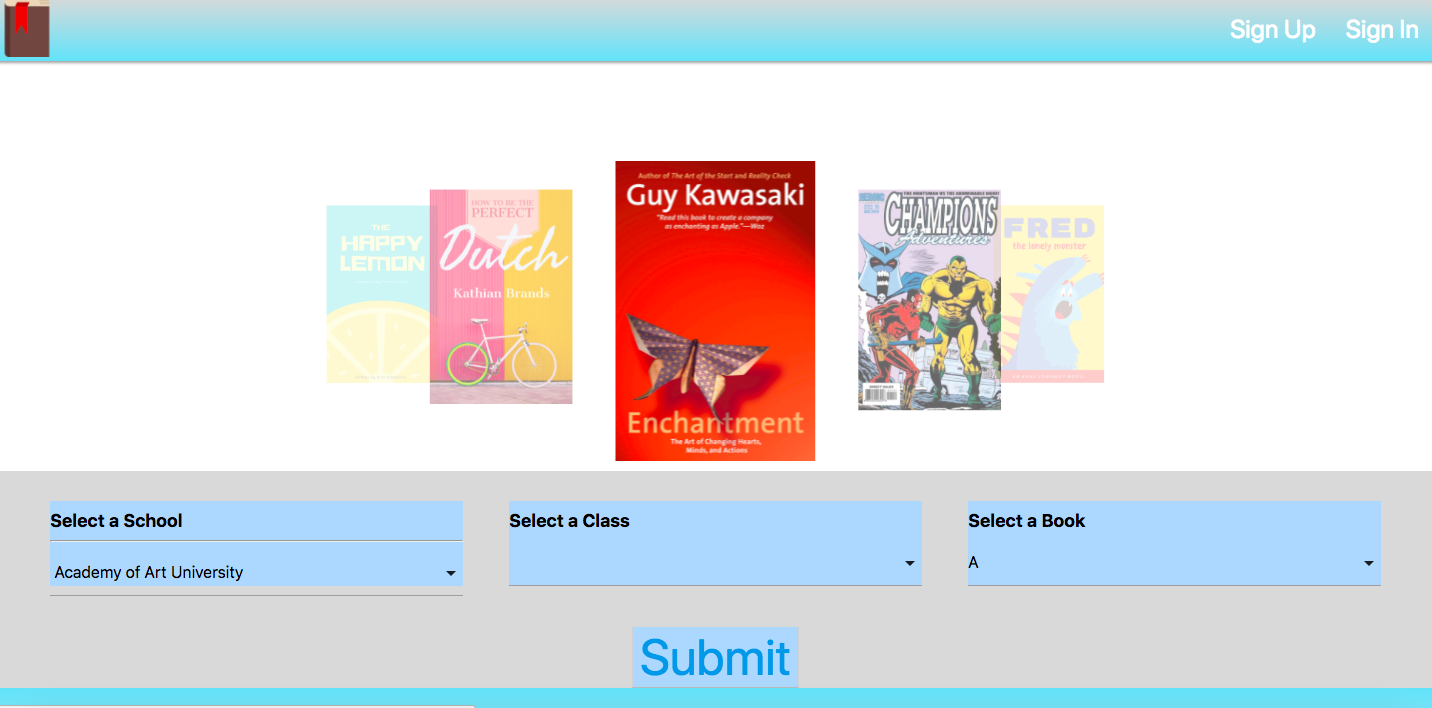 Sign Up Sign In
THE
HAPPY
LEMON
HOW TO BE THE
PERFECT
Dutch
Kathian Brands
Author of The Art of the Start and Reality Check
Guy Kawasaki
"Read this book to create a company
as enchanting as Apple."—Woz
Enchantment
The Art of Changing Hearts,
Minds, and Actions
CHAMPIONS
Adventures
FRED
the lonely monster
Select a School
Academy of Art University
Select a Class
Select a Book
A
Submit